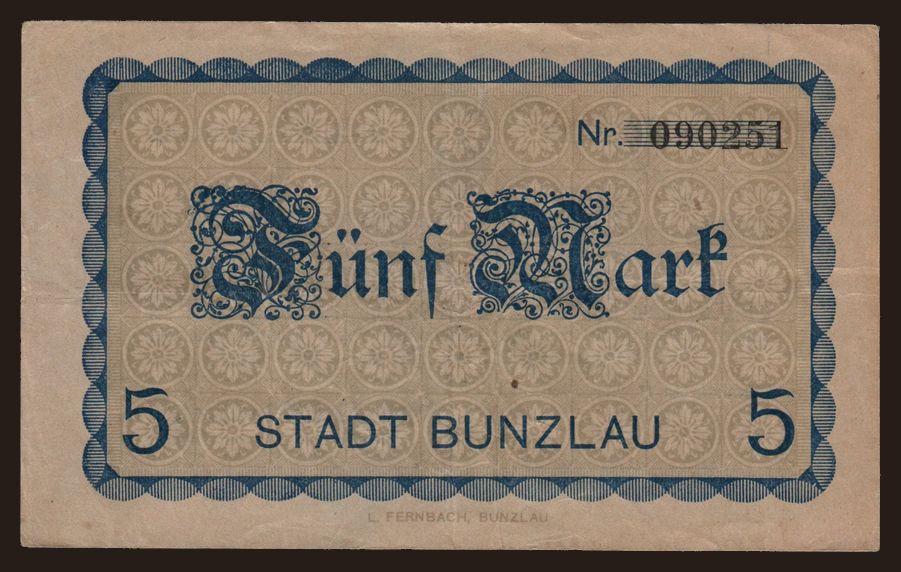 Nr. 090251
Fünf Mark
5 STADT BUNZLAU 5
L. FERNBACH, BUNZLAU